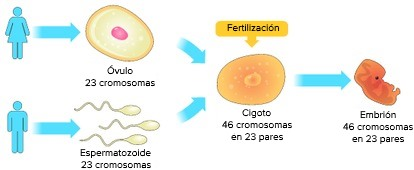 Óvulo
23 cromosomas
Espermatozoide
23 cromosomas
Fertilización
Cigoto
46 cromosomas
en 23 pares
Embrión
46 cromosomas
en 23 pares